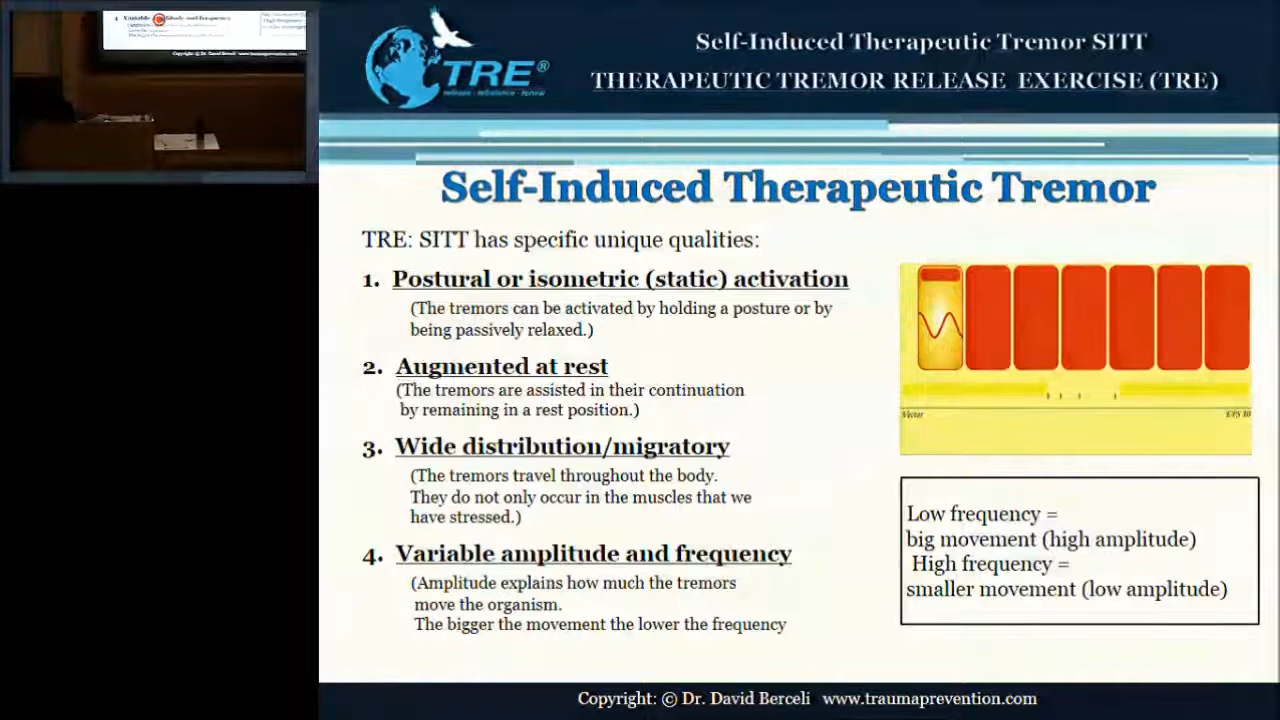 Self-Induced Therapeutic Tremor SITT
THERAPEUTIC TREMOR RELEASE EXERCISE (TRE)
TRE®
Self-Induced Therapeutic Tremor
TRE: SITT has specific unique qualities:
1. Postural or isometric (static) activation
(The tremors can be activated by holding a posture or by
being passively relaxed.)
2. Augmented at rest
(The tremors are assisted in their continuation
by remaining in a rest position.)
3. Wide distribution/migratory
(The tremors travel throughout the body.
They do not only occur in the muscles that we
have stressed.)
4. Variable amplitude and frequency
(Amplitude explains how much the tremors
move the organism.
The bigger the movement the lower the frequency
Vector
EPS 10
Low frequency =
big movement (high amplitude)
High frequency =
smaller movement (low amplitude)
Copyright: © Dr. David Berceli www.traumaprevention.com